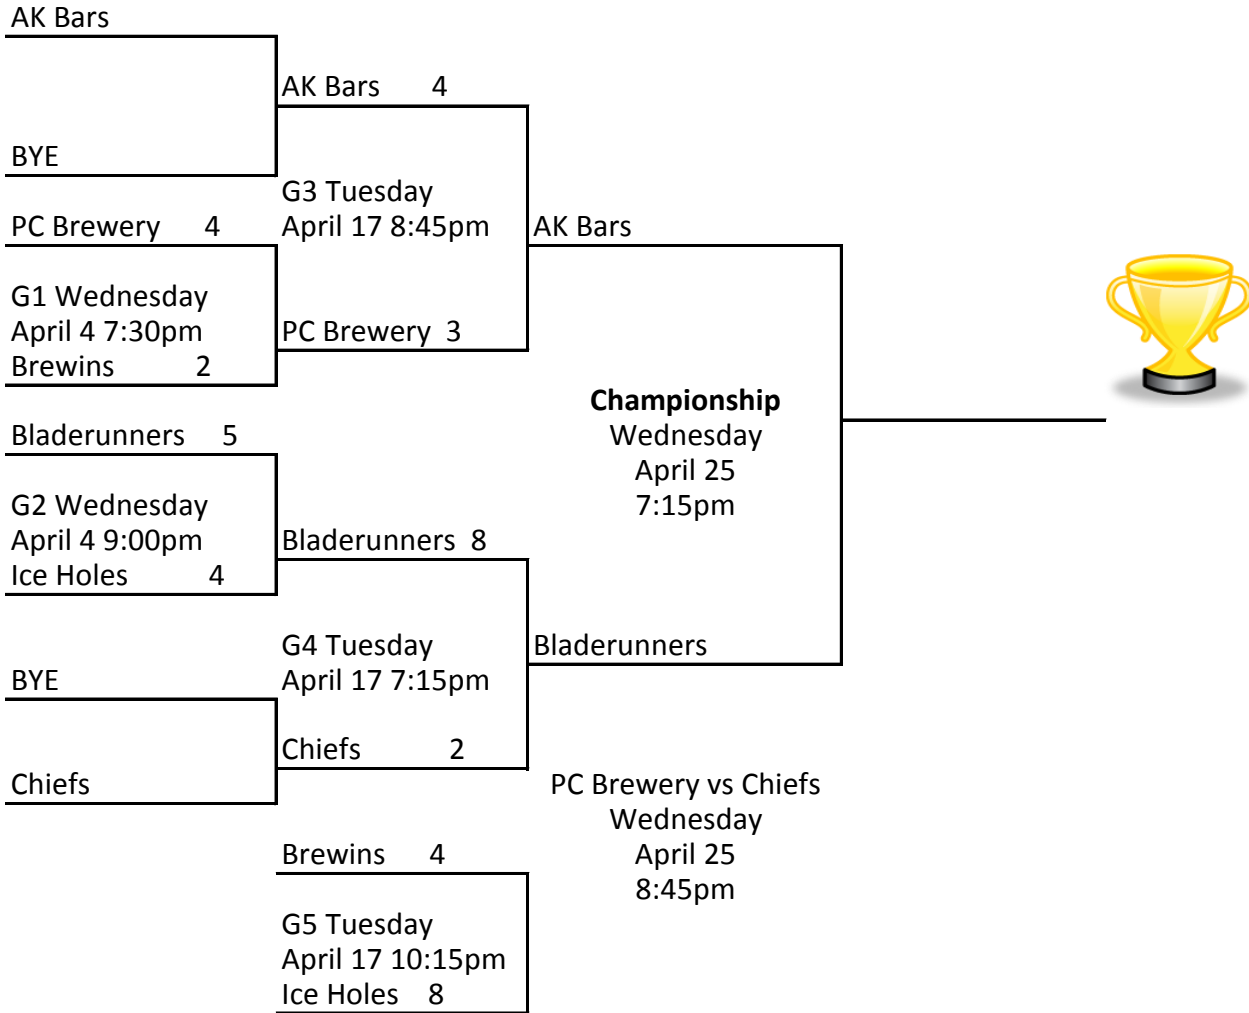 AK Bars
BYE
PC Brewery 4
G1 Wednesday
April 4 7:30pm
Brewins 2
Bladerunners 5
G2 Wednesday
April 4 9:00pm
Ice Holes 4
BYE
Chiefs
AK Bars 4
G3 Tuesday
April 17 8:45pm
PC Brewery 3
Bladerunners 8
G4 Tuesday
April 17 7:15pm
Chiefs 2
Brewins 4
G5 Tuesday
April 17 10:15pm
Ice Holes 8
AK Bars
Championship
Wednesday
April 25
7:15pm
Bladerunners
PC Brewery vs Chiefs
Wednesday
April 25
8:45pm